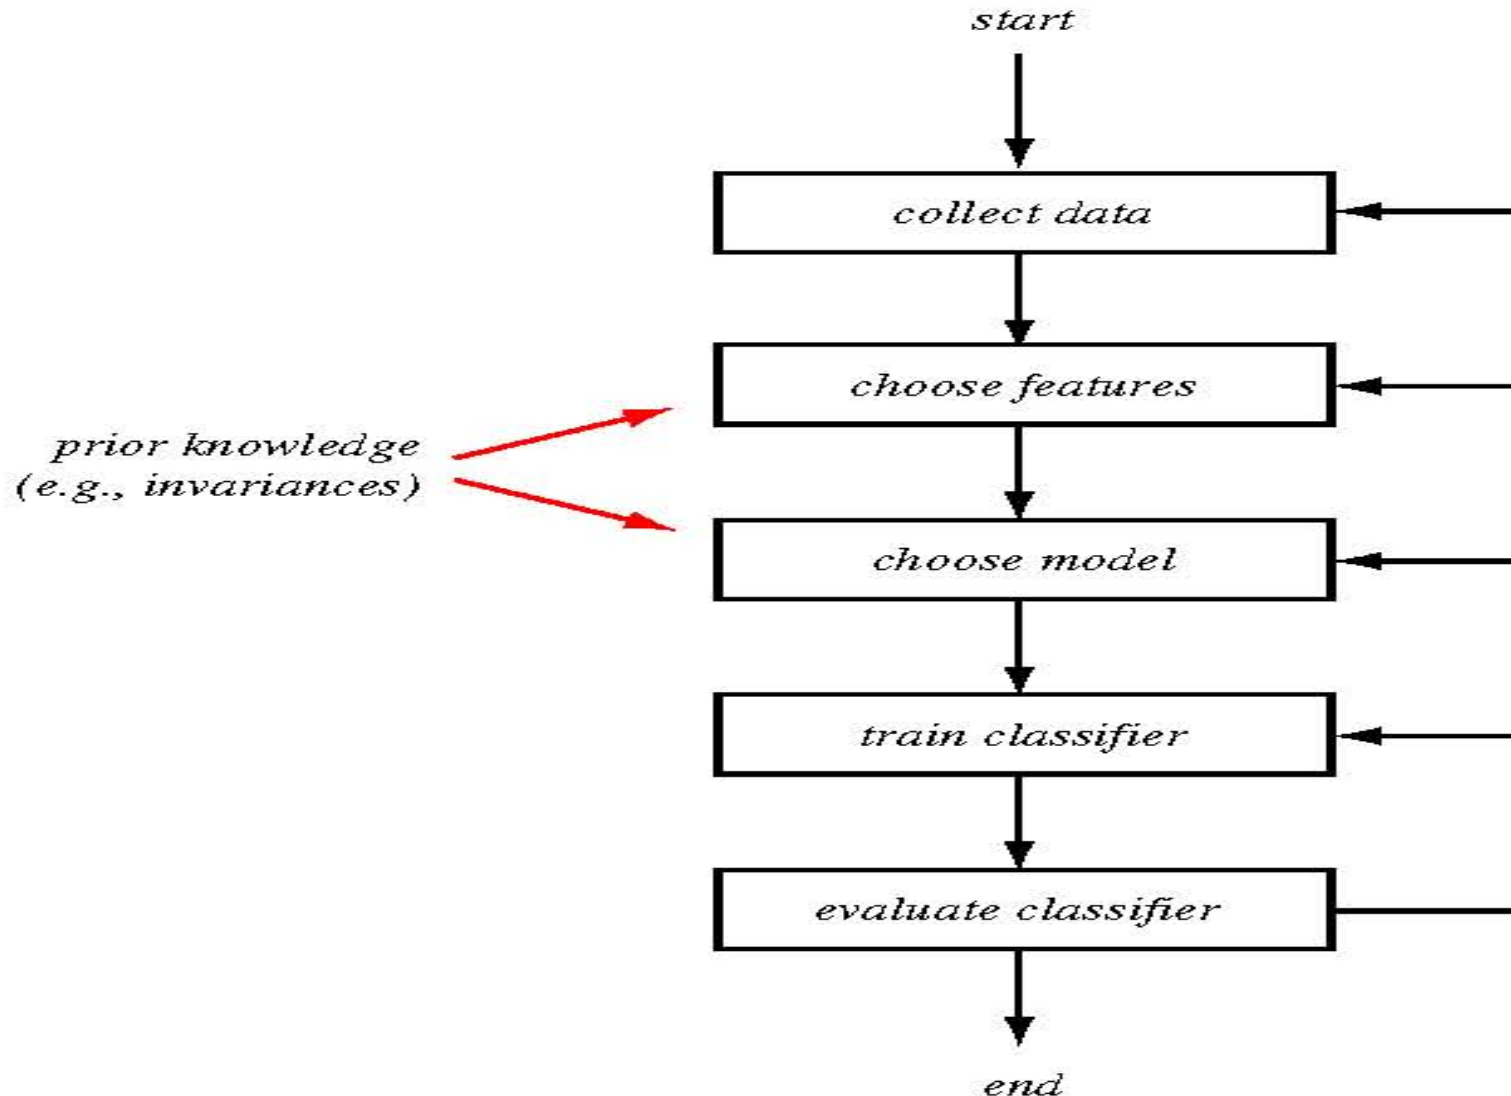 start
collect data
choose features
prior knowledge
(e.g., invariances)
choose model
train classifier
evaluate classifier
end